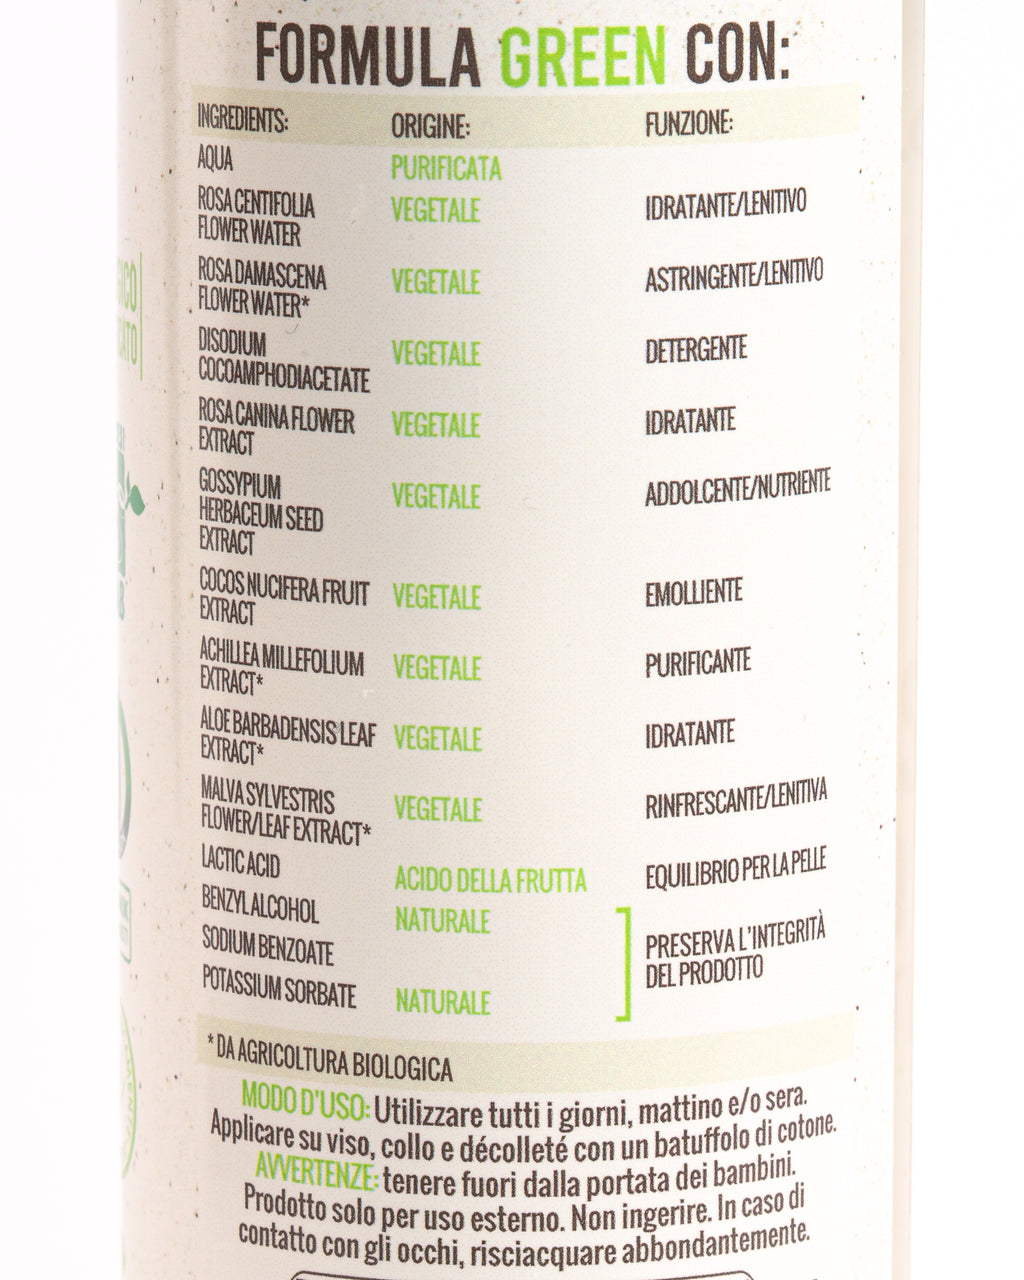 FORMULA GREEN CON:
INGREDIENTS: ORIGINE: FUNZIONE:
AQUA PURIFICATA
ROSA CENTIFOLIA VEGETALE IDRATANTE/LENITIVO
FLOWER WATER
ROSA DAMASCENA VEGETALE ASTRINGENTE/LENITIVO
FLOWER WATER*
DISODIUM VEGETALE DETERGENTE
COCOAMPHODIACETATE
ROSA CANINA FLOWER VEGETALE IDRATANTE
EXTRACT
GOSSYPIUM VEGETALE ADDOLCENTE/NUTRIENTE
HERBACEUM SEED
EXTRACT
COCOS NUCIFERA FRUIT VEGETALE EMOLLIENTE
EXTRACT
ACHILLEA MILLEFOLIUM VEGETALE PURIFICANTE
EXTRACT*
ALOE BARBADENSIS LEAF VEGETALE IDRATANTE
EXTRACT*
MALVA SYLVESTRIS VEGETALE RINFRESCANTE/LENITIVA
FLOWER/LEAF EXTRACT*
LACTIC ACID ACIDO DELLA FRUTTA EQUILIBRIO PER LA PELLE
BENZYL ALCOHOL NATURALE
SODIUM BENZOATE PRESERVA L'INTEGRITÀ
DEL PRODOTTO
POTASSIUM SORBATE NATURALE
* DA AGRICOLTURA BIOLOGICA
MODO D'USO: Utilizzare tutti i giorni, mattino e/o sera.
Applicare su viso, collo e décolleté con un batuffolo di cotone.
AVVERTENZE: tenere fuori dalla portata dei bambini.
Prodotto solo per uso esterno. Non ingerire. In caso di
contatto con gli occhi, risciacquare abbondantemente.